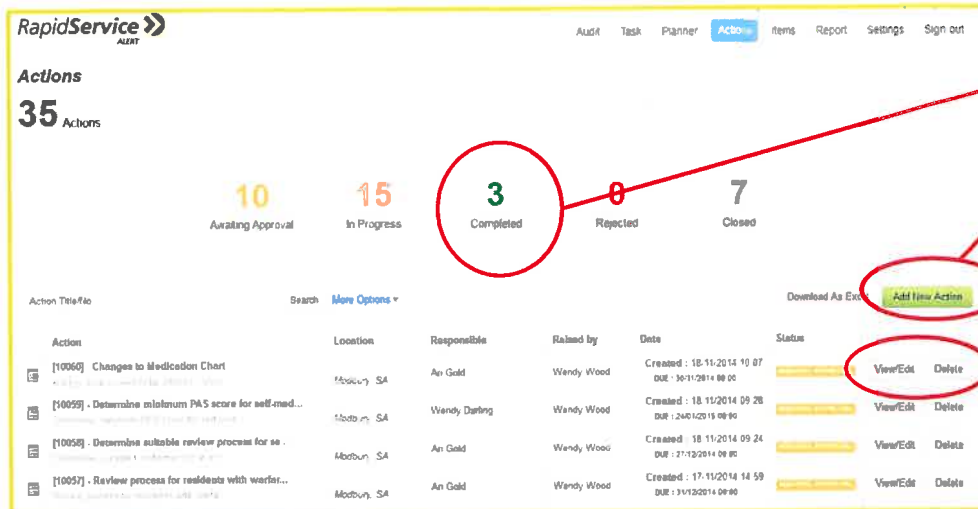 RapidService
ALERT
Audit Task Planner Actions Items Report Settings Sign out
Actions
35 Actions
10 15 3 0 7
Awaiting Approval In Progress Completed Rejected Closed
Action Title/No Search More Options Download As Excel Add New Action
Action Location Responsible Raised by Date Status
[10060] - Changes to Medication Chart Modbury, SA An Gold Wendy Wood Created : 18-11/2014 10 07 View/Edit Delete
DUE : 30/11/2014 00:00
[10059] - Determine minimum PAS score for self-med... Modbury, SA Wendy Darling Wendy Wood Created : 18 11/2014 09 28 View/Edit Delete
DUE : 24/01/2015 00:00
[10058] - Determine suitable review process for se . Modbury, SA An Gold Wendy Wood Created : 18 11/2014 09 24 View/Edit Delete
DUE : 27/12/2014 00:00
[10057] - Review process for residents with warfar... Modbury, SA An Gold Wendy Wood Created : 17-11/2014 14 59 View/Edit Delete
DUE : 31/12/2014 00:00